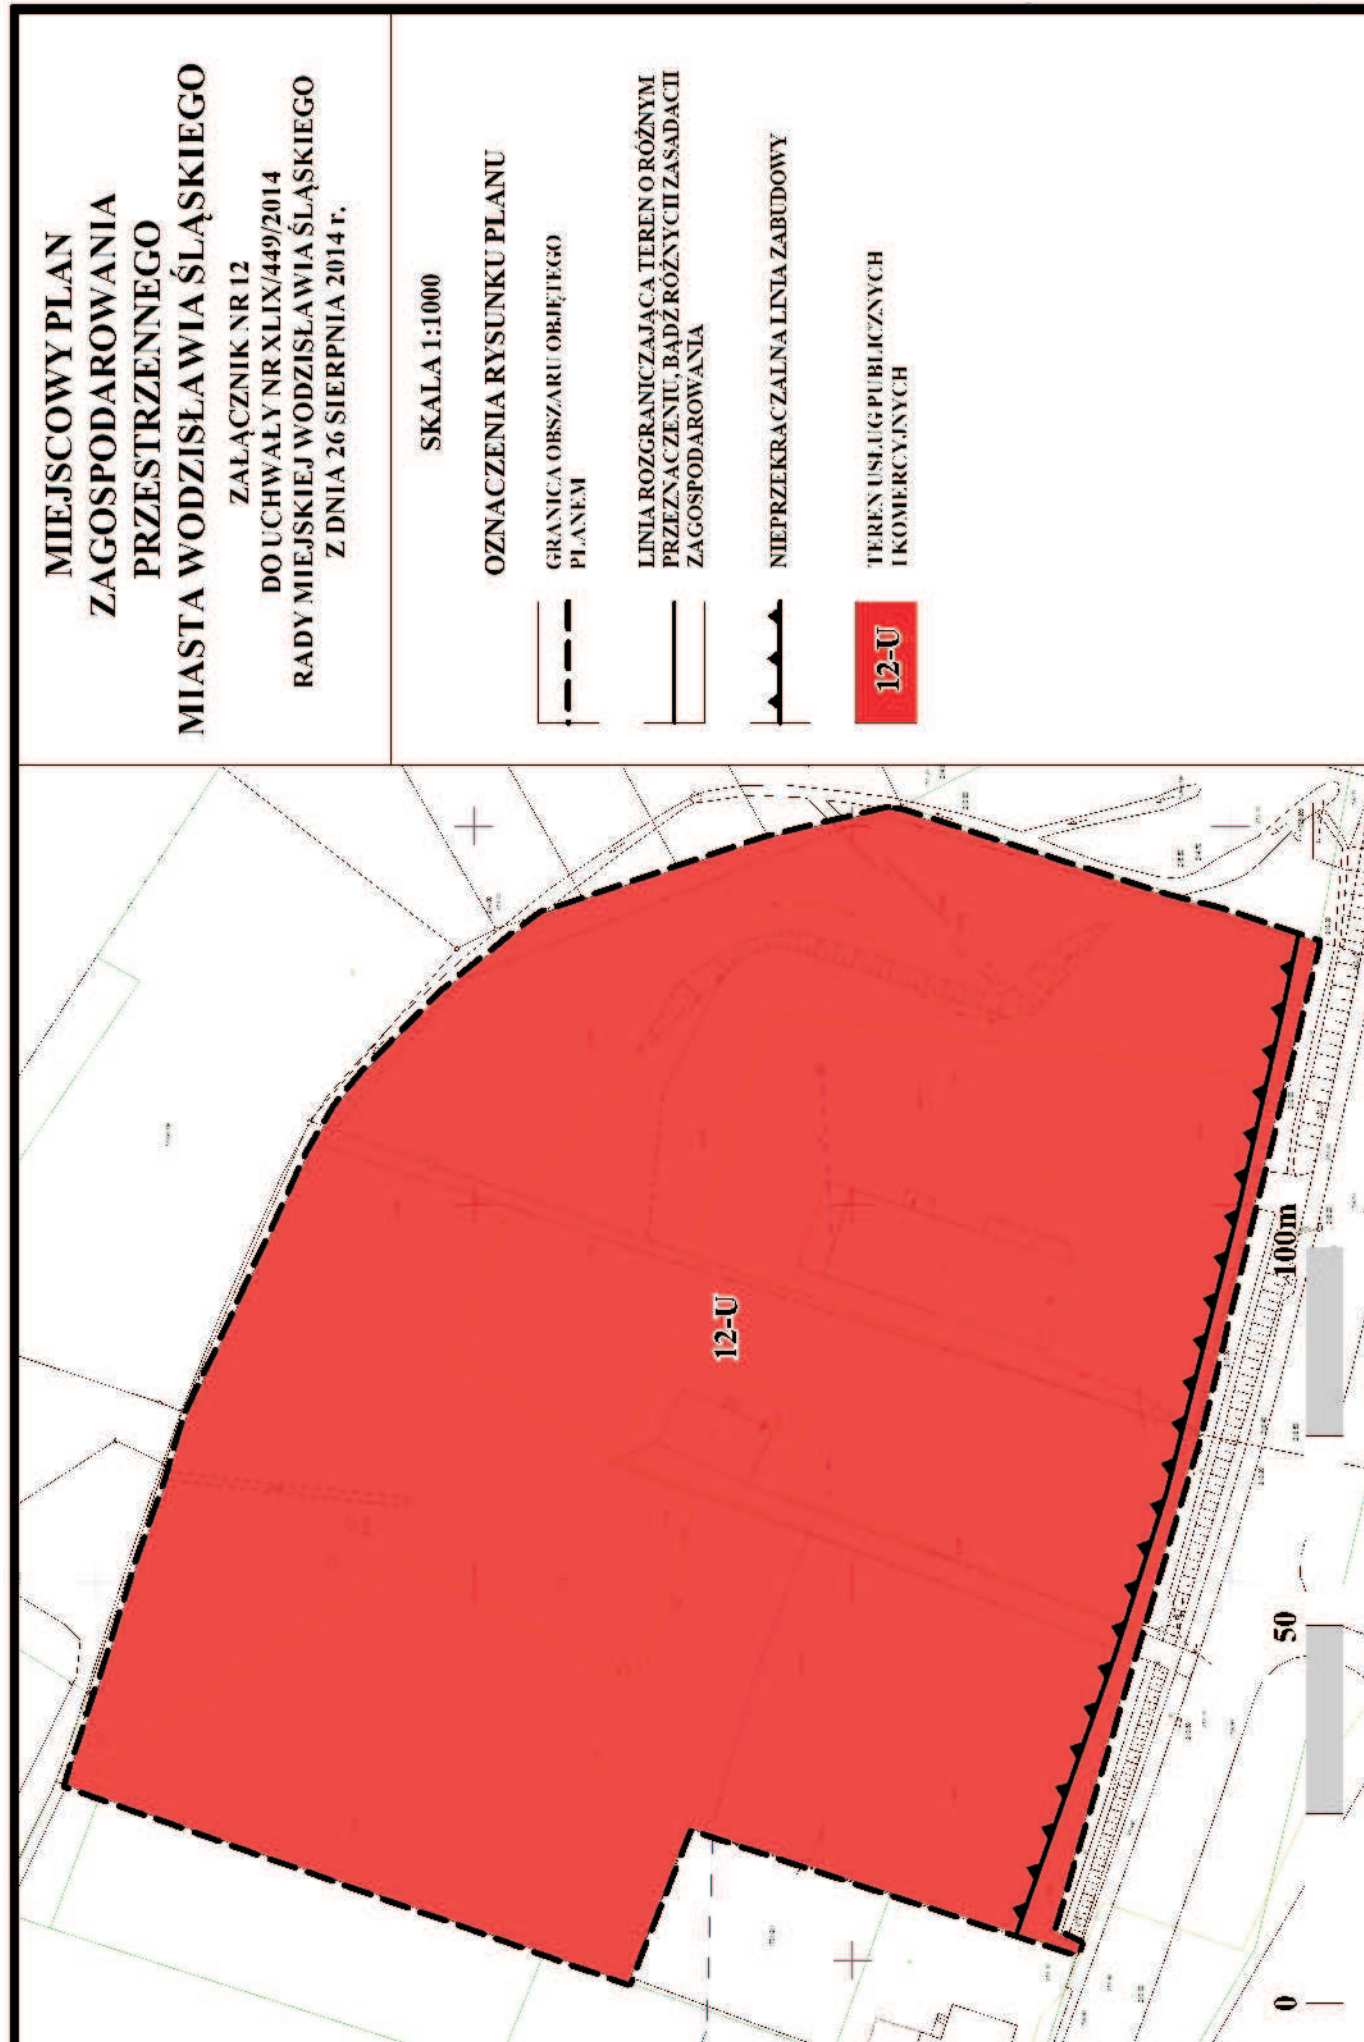 MIEJSCOWY PLAN
ZAGOSPODAROWANIA
PRZESTRZENNEGO
MIASTA WODZISŁAWIA ŚLĄSKIEGO
ZAŁĄCZNIK NR 12
DO UCHWAŁY NR XLIX/449/2014
RADY MIEJSKIEJ WODZISŁAWIA ŚLĄSKIEGO
Z DNIA 26 SIERPNIA 2014 r.
SKALA 1:1000
OZNACZENIA RYSUNKU PLANU
GRANICA OBSZARU OBJĘTEGO
PLANEM
LINIA ROZGRANICZAJĄCA TEREN O RÓŻNYM
PRZEZNACZENIU, BĄDŹ RÓŻNYCH ZASADACH
ZAGOSPODAROWANIA
NIEPRZEKRACZALNA LINIA ZABUDOWY
12-U
TEREN USŁUG PUBLICZNYCH
I KOMERCYJNYCH
12-U
0
50
100m